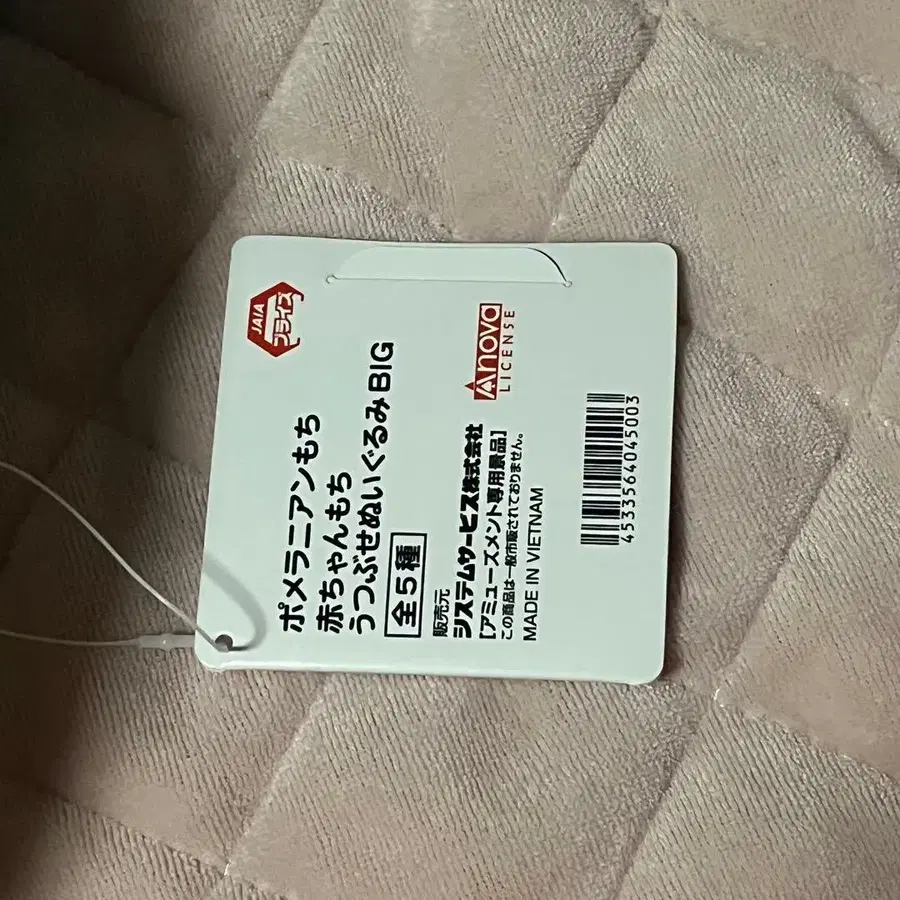 JAIA
プライズ
ポメラニアンもち
赤ちゃんもち
うつぶせぬいぐるみBIG
全5種
販売元
システムサービス株式会社
[アミューズメント専用景品]
この商品は一般市販されておりません。
MADE IN VIETNAM
Anova
LICENSE
4533564045003